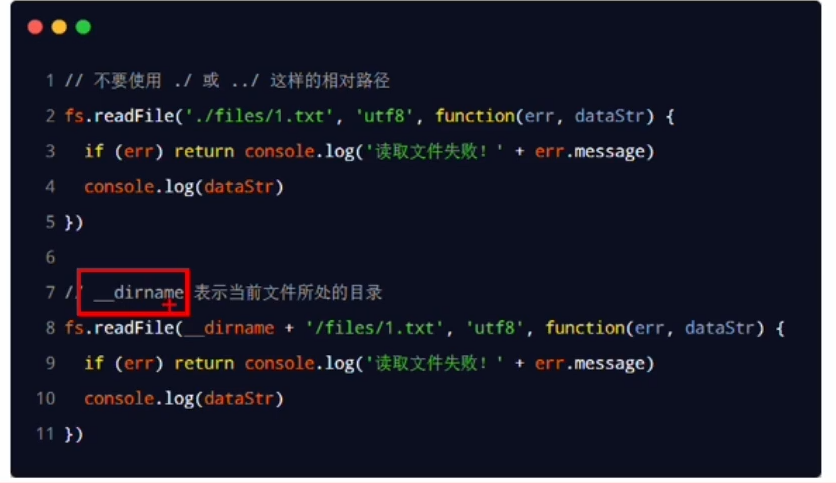 1 // 不要使用 ./ 或 ../ 这样的相对路径
2 fs.readFile('./files/1.txt', 'utf8', function(err, dataStr) {
3 if (err) return console.log('读取文件失败！' + err.message)
4 console.log(dataStr)
5 })
6
7 // __dirname 表示当前文件所处的目录
8 fs.readFile(__dirname + '/files/1.txt', 'utf8', function(err, dataStr) {
9 if (err) return console.log('读取文件失败！' + err.message)
10 console.log(dataStr)
11 })